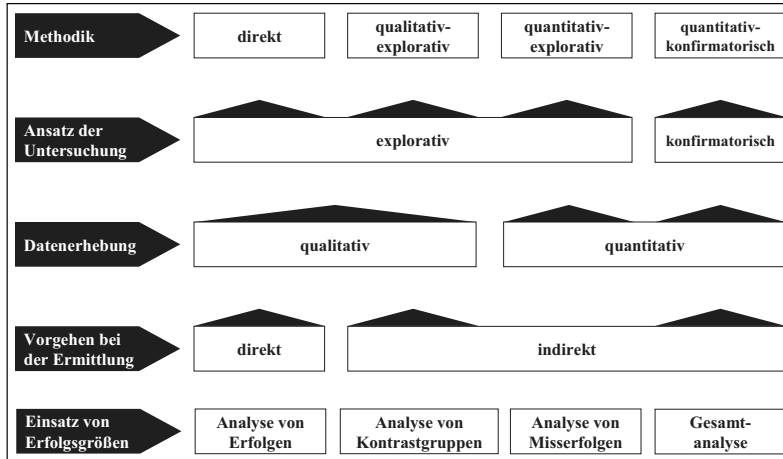 Methodik
direkt
qualitativ-
explorativ
quantitativ-
explorativ
quantitativ-
konfirmatorisch
Ansatz der
Untersuchung
explorativ
konfirmatorisch
Datenerhebung
qualitativ
quantitativ
Vorgehen bei
der Ermittlung
direkt
indirekt
Einsatz von
Erfolgsgrößen
Analyse von
Erfolgen
Analyse von
Kontrastgruppen
Analyse von
Misserfolgen
Gesamt-
analyse